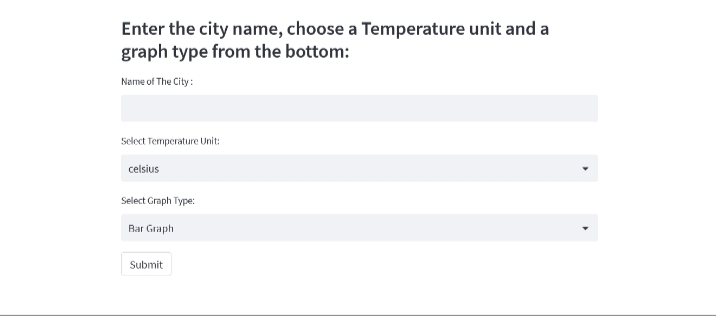 Enter the city name, choose a Temperature unit and a
graph type from the bottom:
Name of The City :
Select Temperature Unit:
celsius
Select Graph Type:
Bar Graph
Submit